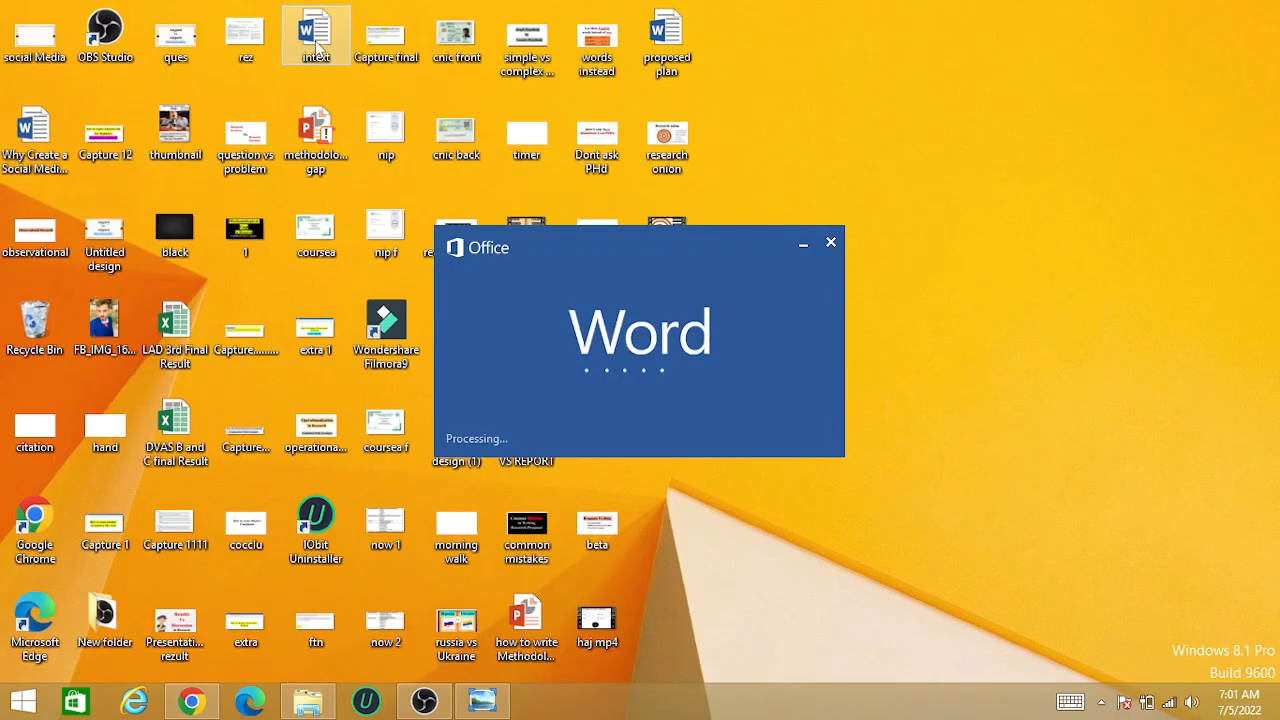 social Media
OBS Studio
ques
rez
intext
Capture final
cnic front
simple vs
complex ...
words
instead
proposed
plan
Why Create a
Social Medi...
Capture 12
thumbnail
question vs
problem
methodolo...
gap
nip
cnic back
timer
Dont ask
PHd
research
onion
observational
Untitled
design
black
1
coursea
nip f
Office
Word
Processing...
Recycle Bin
FB_IMG_16...
LAD 3rd Final
Result
Capture.........
extra 1
Wondershare
Filmora9
citation
hand
DVAS B and
C final Result
Capture...
operationa...
coursea f
design (1)
VS REPORT
Google
Chrome
Capture 1
Capture 1111
cocclu
IObit
Uninstaller
now 1
morning
walk
common
mistakes
beta
Microsoft
Edge
New folder
Presentati...
rezult
extra
ftn
now 2
russia vs
Ukraine
how to write
Methodol...
haj mp4
Windows 8.1 Pro
Build 9600
7:01 AM
7/5/2022